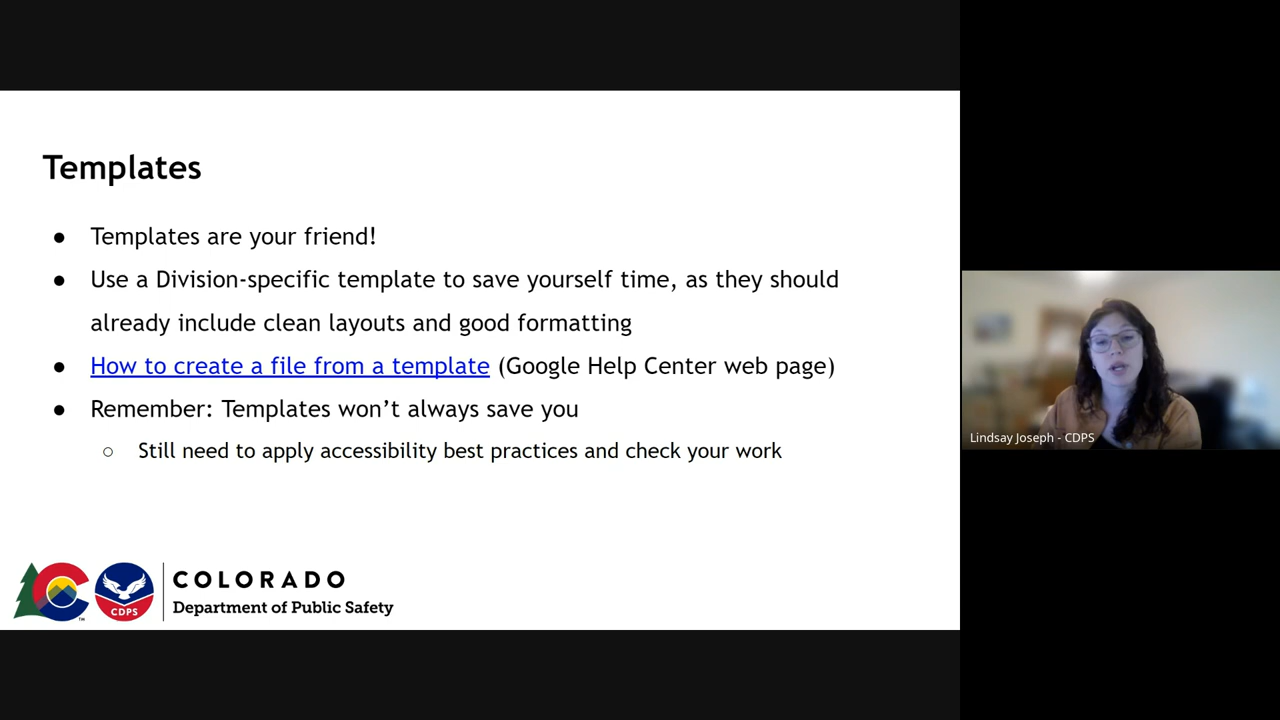 Templates
● Templates are your friend!
● Use a Division-specific template to save yourself time, as they should
already include clean layouts and good formatting
● How to create a file from a template (Google Help Center web page)
● Remember: Templates won’t always save you
○ Still need to apply accessibility best practices and check your work
Lindsay Joseph - CDPS
CDPS
TM
COLORADO
Department of Public Safety